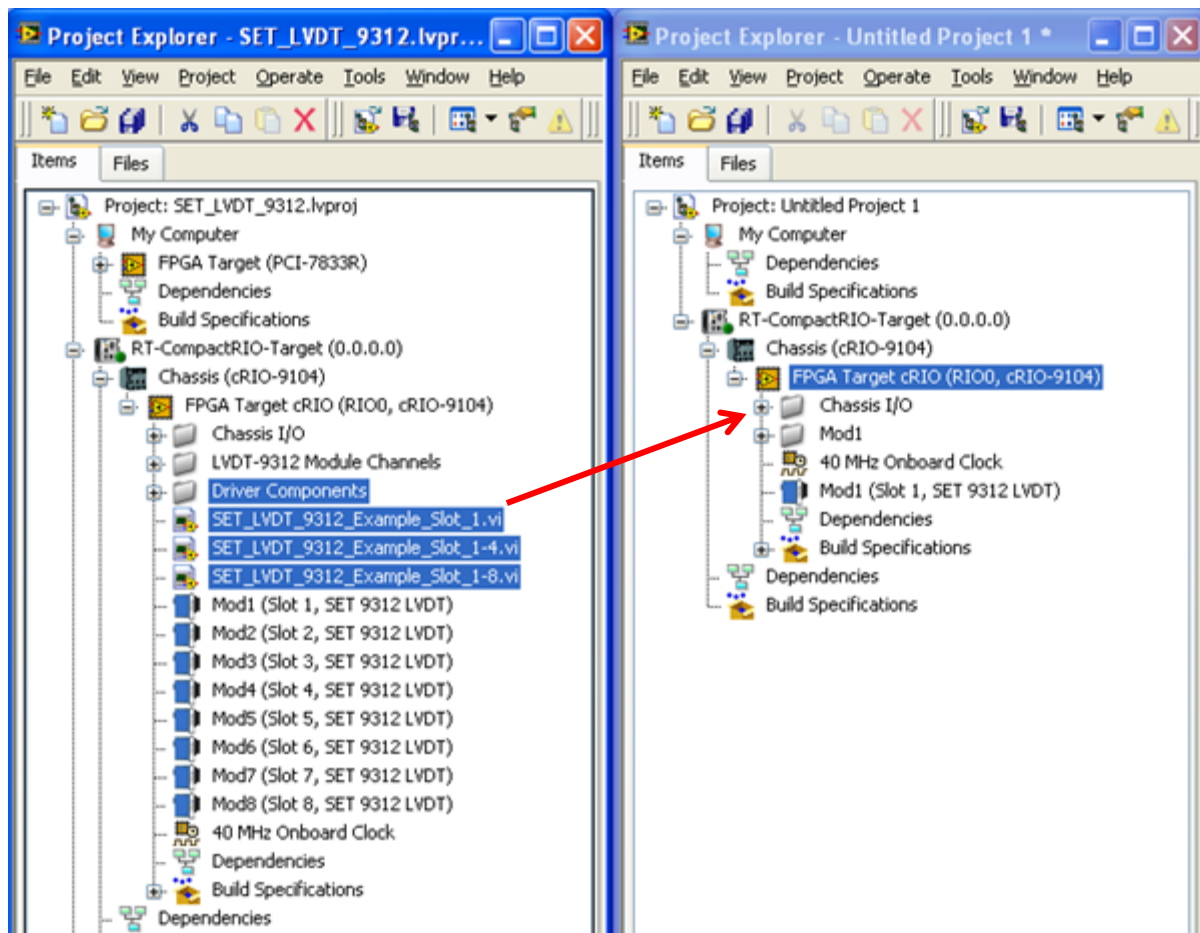 Project Explorer - SET_LVDT_9312.lvpr...
File Edit View Project Operate Tools Window Help
Items Files
Project: SET_LVDT_9312.lvproj
My Computer
FPGA Target (PCI-7833R)
Dependencies
Build Specifications
RT-CompactRIO-Target (0.0.0.0)
Chassis (cRIO-9104)
FPGA Target cRIO (RIO0, cRIO-9104)
Chassis I/O
LVDT-9312 Module Channels
Driver Components
SET_LVDT_9312_Example_Slot_1.vi
SET_LVDT_9312_Example_Slot_1-4.vi
SET_LVDT_9312_Example_Slot_1-8.vi
Mod1 (Slot 1, SET 9312 LVDT)
Mod2 (Slot 2, SET 9312 LVDT)
Mod3 (Slot 3, SET 9312 LVDT)
Mod4 (Slot 4, SET 9312 LVDT)
Mod5 (Slot 5, SET 9312 LVDT)
Mod6 (Slot 6, SET 9312 LVDT)
Mod7 (Slot 7, SET 9312 LVDT)
Mod8 (Slot 8, SET 9312 LVDT)
40 MHz Onboard Clock
Dependencies
Build Specifications
Dependencies
Project Explorer - Untitled Project 1 *
File Edit View Project Operate Tools Window Help
Items Files
Project: Untitled Project 1
My Computer
Dependencies
Build Specifications
RT-CompactRIO-Target (0.0.0.0)
Chassis (cRIO-9104)
FPGA Target cRIO (RIO0, cRIO-9104)
Chassis I/O
Mod1
40 MHz Onboard Clock
Mod1 (Slot 1, SET 9312 LVDT)
Dependencies
Build Specifications
Dependencies
Build Specifications